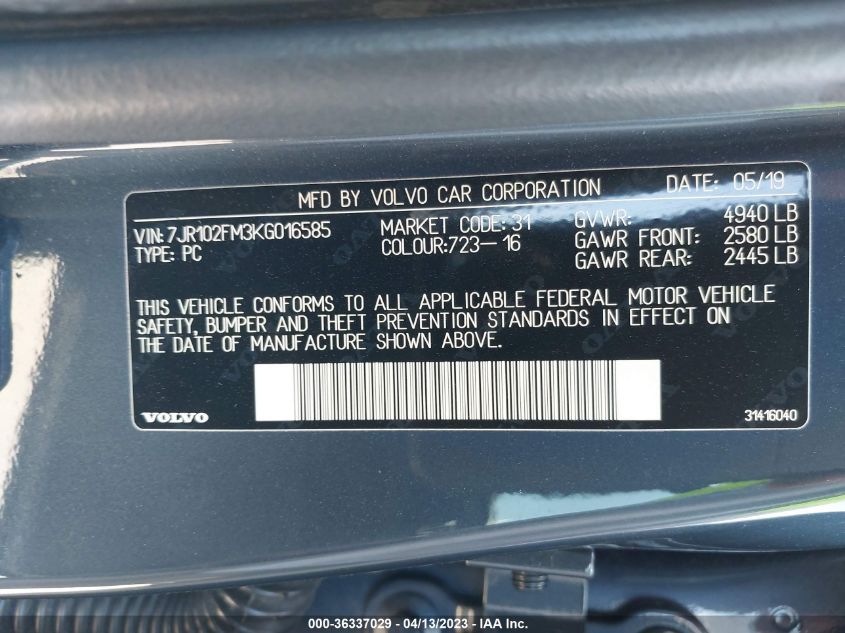 MFD BY VOLVO CAR CORPORATION DATE: 05/19
VIN:7JR102FM3KG016585 MARKET CODE: 31 GVWR: 4940 LB
TYPE: PC COLOUR:723-16 GAWR FRONT: 2580 LB
GAWR REAR: 2445 LB
THIS VEHICLE CONFORMS TO ALL APPLICABLE FEDERAL MOTOR VEHICLE
SAFETY, BUMPER AND THEFT PREVENTION STANDARDS IN EFFECT ON
THE DATE OF MANUFACTURE SHOWN ABOVE.
VOLVO 31416040
000-36337029 - 04/13/2023 - IAA Inc.